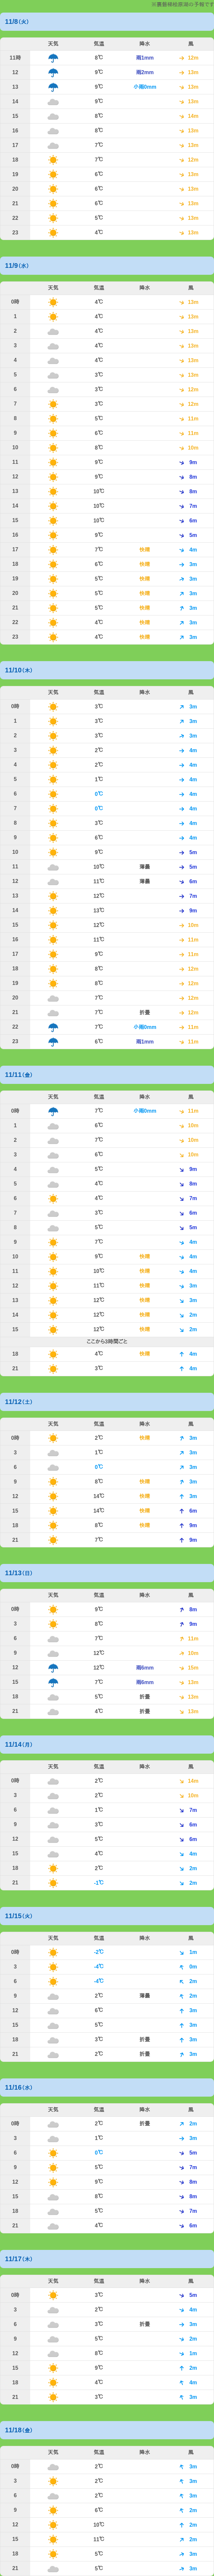 の予報です
11/8(火)
天気 気温 降水 風
11時 8℃ 雨1mm 12m
12 9℃ 雨2mm 13m
13 9℃ 小雨0mm 13m
14 9℃ 13m
15 8℃ 14m
16 8℃ 13m
17 7℃ 13m
18 7℃ 12m
19 6℃ 13m
20 6℃ 13m
21 6℃ 13m
22 5℃ 13m
23 4℃ 13m
11/9(水)
天気 気温 降水 風
0時 4℃ 13m
1 4℃ 13m
2 4℃ 13m
3 4℃ 13m
4 4℃ 13m
5 3℃ 13m
6 3℃ 12m
7 3℃ 12m
8 5℃ 11m
9 6℃ 11m
10 8℃ 10m
11 9℃ 9m
12 9℃ 8m
13 10℃ 8m
14 10℃ 7m
15 10℃ 6m
16 9℃ 5m
17 7℃ 快晴 4m
18 6℃ 快晴 3m
19 5℃ 快晴 3m
20 5℃ 快晴 3m
21 5℃ 快晴 3m
22 4℃ 快晴 3m
23 4℃ 快晴 3m
11/10(木)
天気 気温 降水 風
0時 3℃ 3m
1 3℃ 3m
2 3℃ 3m
3 2℃ 4m
4 2℃ 4m
5 1℃ 4m
6 0℃ 4m
7 0℃ 4m
8 3℃ 4m
9 6℃ 4m
10 9℃ 5m
11 10℃ 薄曇 5m
12 11℃ 薄曇 6m
13 12℃ 7m
14 13℃ 9m
15 12℃ 10m
16 11℃ 11m
17 9℃ 11m
18 8℃ 12m
19 8℃ 12m
20 7℃ 12m
21 7℃ 折曇 12m
22 7℃ 小雨0mm 11m
23 6℃ 雨1mm 11m
11/11(金)
天気 気温 降水 風
0時 7℃ 小雨0mm 11m
1 6℃ 10m
2 7℃ 10m
3 6℃ 10m
4 5℃ 9m
5 4℃ 8m
6 4℃ 7m
7 3℃ 6m
8 5℃ 5m
9 7℃ 4m
10 9℃ 快晴 4m
11 10℃ 快晴 4m
12 11℃ 快晴 3m
13 12℃ 快晴 3m
14 12℃ 快晴 2m
15 12℃ 快晴 2m
ここから3時間ごと
18 4℃ 快晴 4m
21 3℃ 4m
11/12(土)
天気 気温 降水 風
0時 2℃ 快晴 3m
3 1℃ 3m
6 0℃ 3m
9 8℃ 快晴 3m
12 14℃ 快晴 3m
15 14℃ 快晴 6m
18 8℃ 快晴 9m
21 7℃ 9m
11/13(日)
天気 気温 降水 風
0時 9℃ 8m
3 8℃ 9m
6 7℃ 11m
9 12℃ 10m
12 12℃ 雨6mm 15m
15 7℃ 雨6mm 13m
18 5℃ 折曇 13m
21 4℃ 折曇 13m
11/14(月)
天気 気温 降水 風
0時 2℃ 14m
3 2℃ 10m
6 1℃ 7m
9 3℃ 6m
12 5℃ 6m
15 4℃ 4m
18 2℃ 2m
21 -1℃ 2m
11/15(火)
天気 気温 降水 風
0時 -2℃ 1m
3 -4℃ 0m
6 -4℃ 2m
9 2℃ 薄曇 2m
12 6℃ 3m
15 5℃ 3m
18 3℃ 折曇 3m
21 2℃ 折曇 3m
11/16(水)
天気 気温 降水 風
0時 2℃ 折曇 2m
3 1℃ 3m
6 0℃ 5m
9 5℃ 7m
12 9℃ 8m
15 8℃ 8m
18 5℃ 7m
21 4℃ 6m
11/17(木)
天気 気温 降水 風
0時 3℃ 5m
3 2℃ 4m
6 3℃ 折曇 3m
9 5℃ 2m
12 8℃ 1m
15 9℃ 2m
18 4℃ 4m
21 3℃ 3m
11/18(金)
天気 気温 降水 風
0時 2℃ 3m
3 2℃ 3m
6 2℃ 3m
9 6℃ 2m
12 10℃ 2m
15 11℃ 2m
18 5℃ 3m
21 5℃ 3m